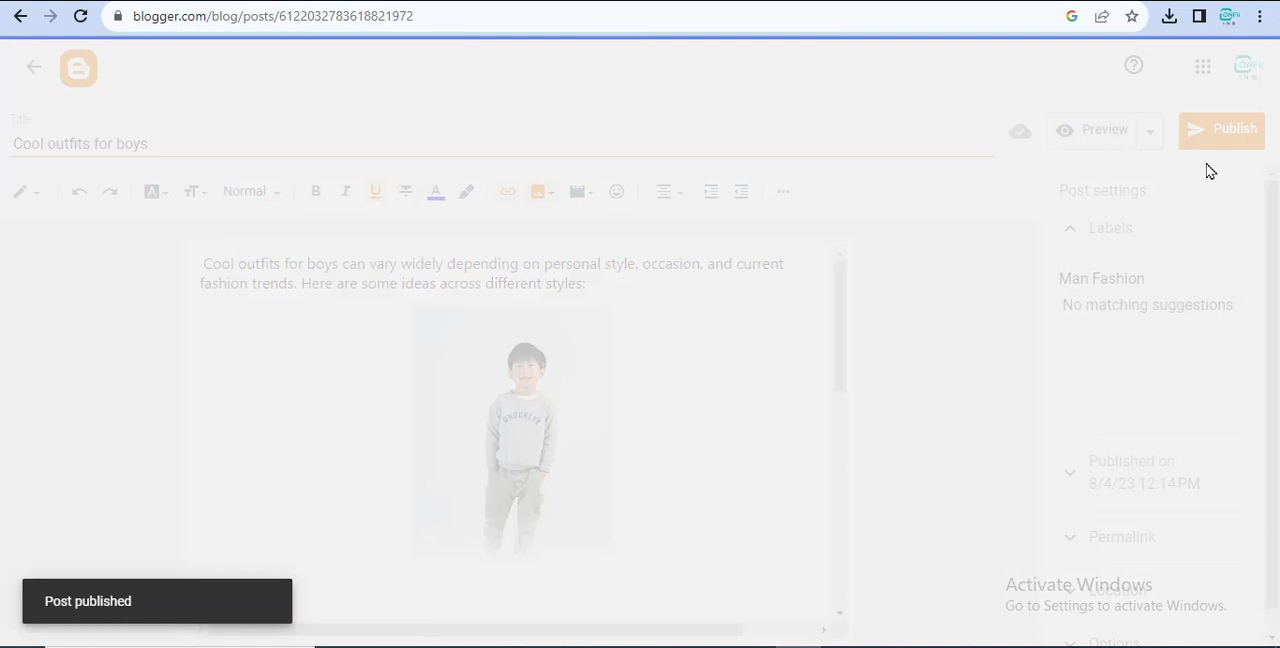 blogger.com/blog/posts/6122032783618821972
Title
Cool outfits for boys
Preview
Publish
Normal
Post settings
Labels
Man Fashion
No matching suggestions
Cool outfits for boys can vary widely depending on personal style, occasion, and current
fashion trends. Here are some ideas across different styles:
BROOKLYN
Published on
8/4/23 12:14 PM
Permalink
Location
Options
Post published
Activate Windows
Go to Settings to activate Windows.